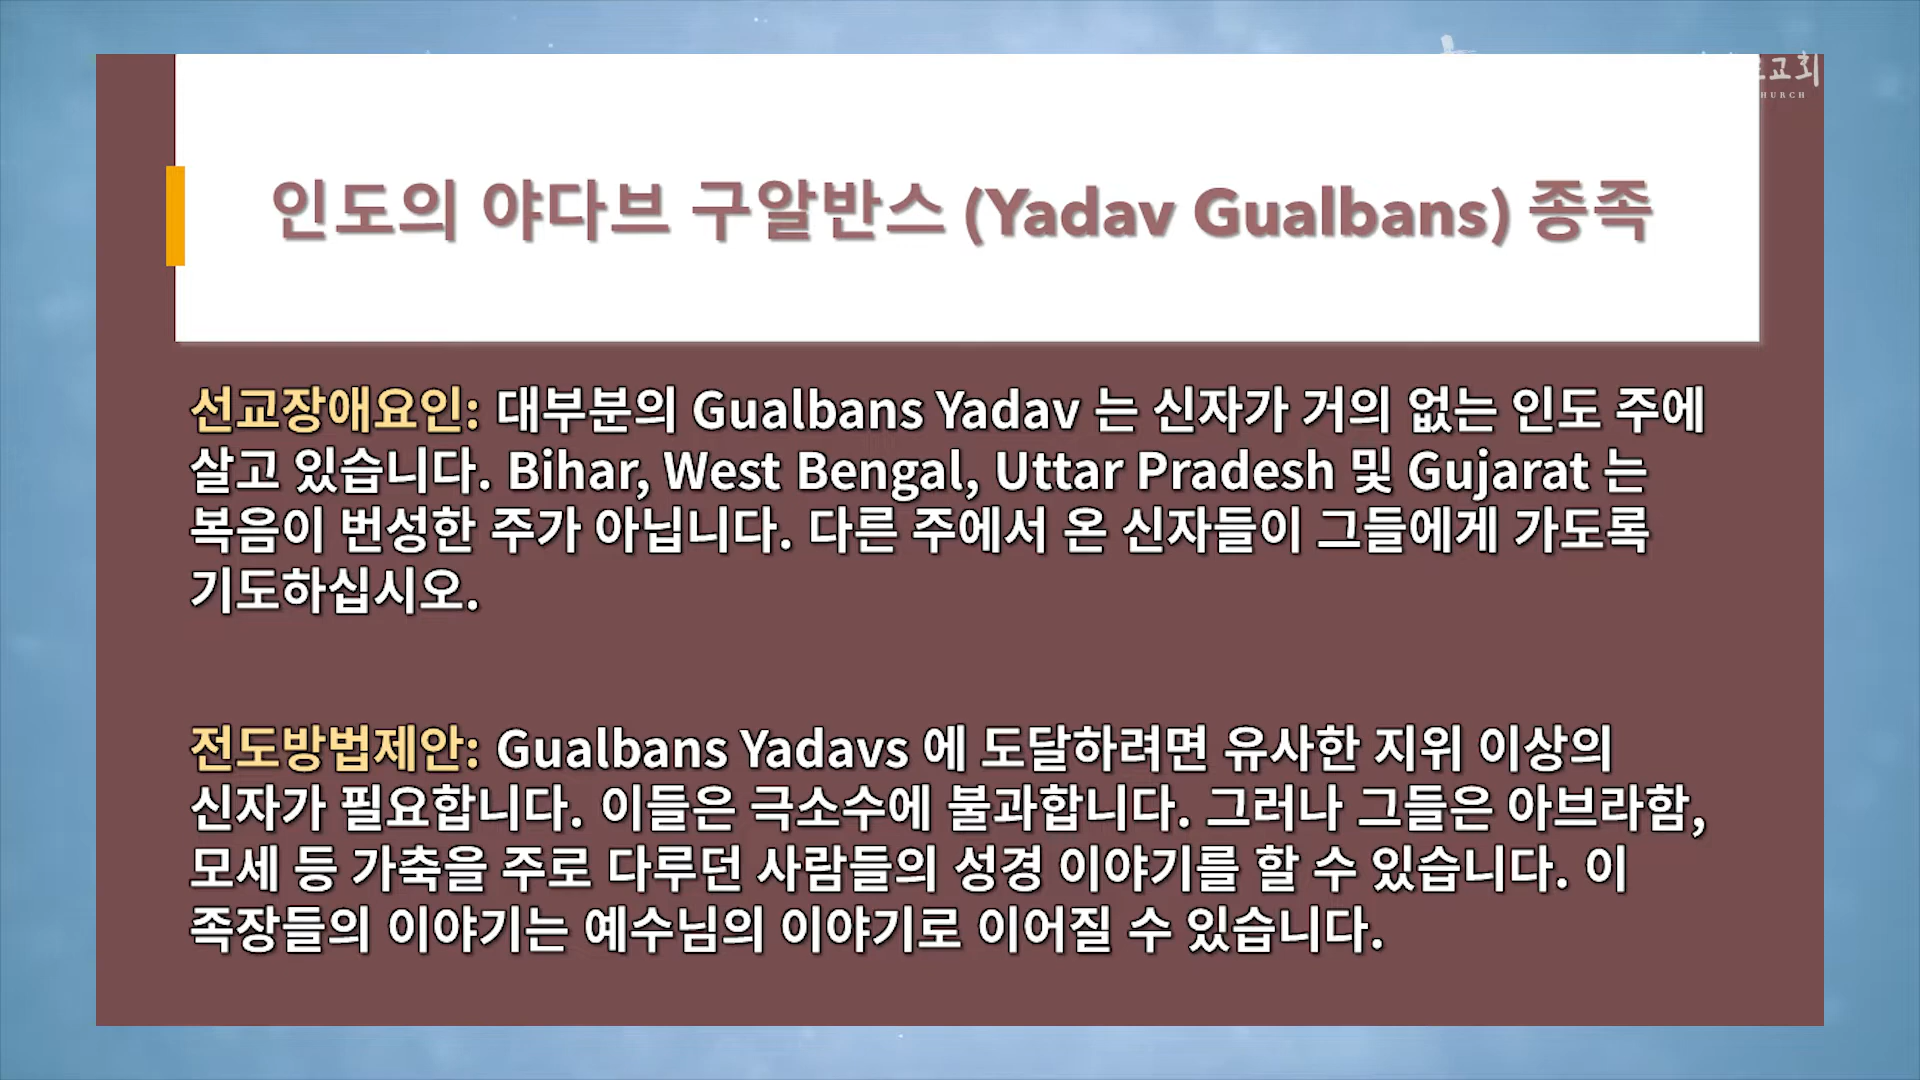 교회
인도의 야다브 구알반스 (Yadav Gualbans) 종족
선교장애요인: 대부분의 Gualbans Yadav 는 신자가 거의 없는 인도 주에
살고 있습니다. Bihar, West Bengal, Uttar Pradesh 및 Gujarat 는
복음이 번성한 주가 아닙니다. 다른 주에서 온 신자들이 그들에게 가도록
기도하십시오.
전도방법제안: Gualbans Yadavs 에 도달하려면 유사한 지위 이상의
신자가 필요합니다. 이들은 극소수에 불과합니다. 그러나 그들은 아브라함,
모세 등 가축을 주로 다루던 사람들의 성경 이야기를 할 수 있습니다. 이
족장들의 이야기는 예수님의 이야기로 이어질 수 있습니다.